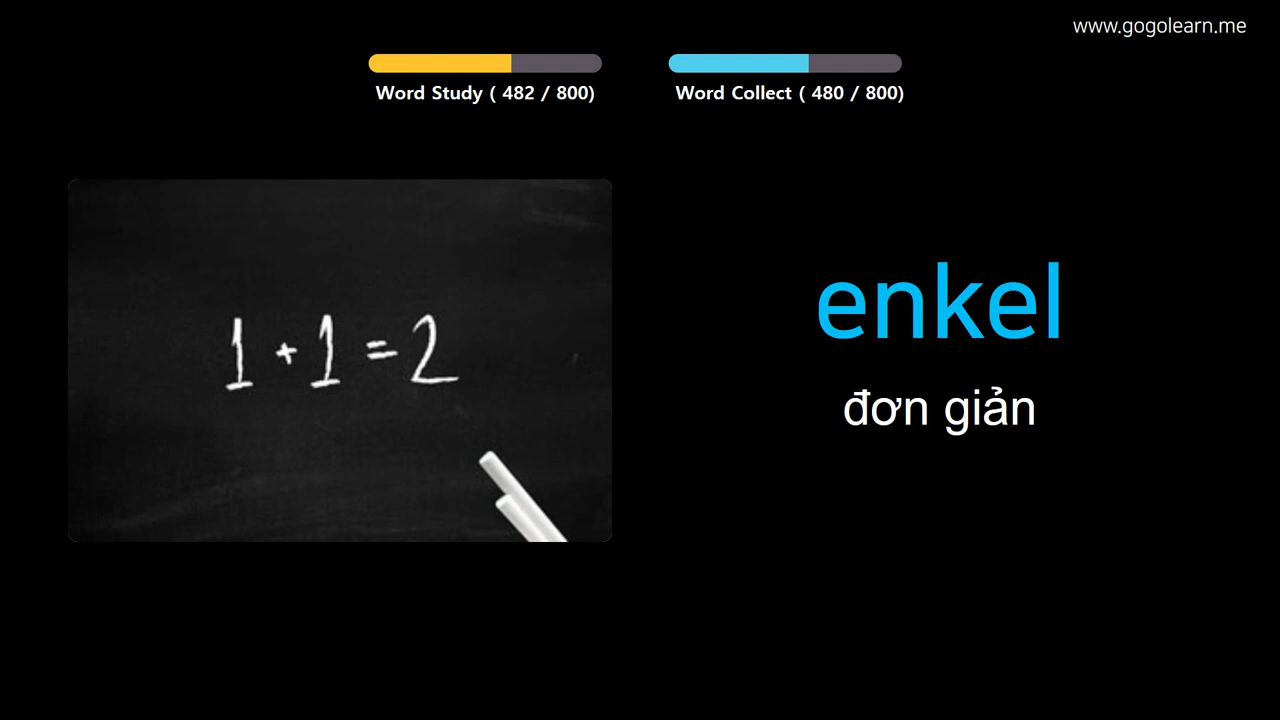 www.gogolearn.me
Word Study ( 482 / 800)
Word Collect ( 480 / 800)
1 + 1 = 2
enkel
đơn giản